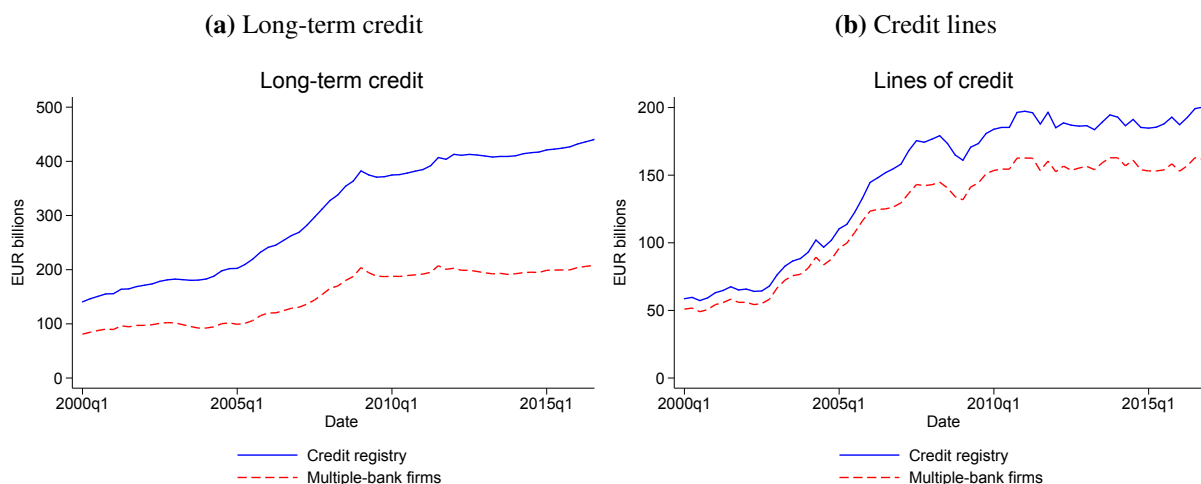 (a) Long-term credit
Long-term credit
EUR billions
500
400
300
200
100
0
2000q1 2005q1 2010q1 2015q1
Date
Credit registry
Multiple-bank firms
(b) Credit lines
Lines of credit
EUR billions
200
150
100
50
0
2000q1 2005q1 2010q1 2015q1
Date
Credit registry
Multiple-bank firms